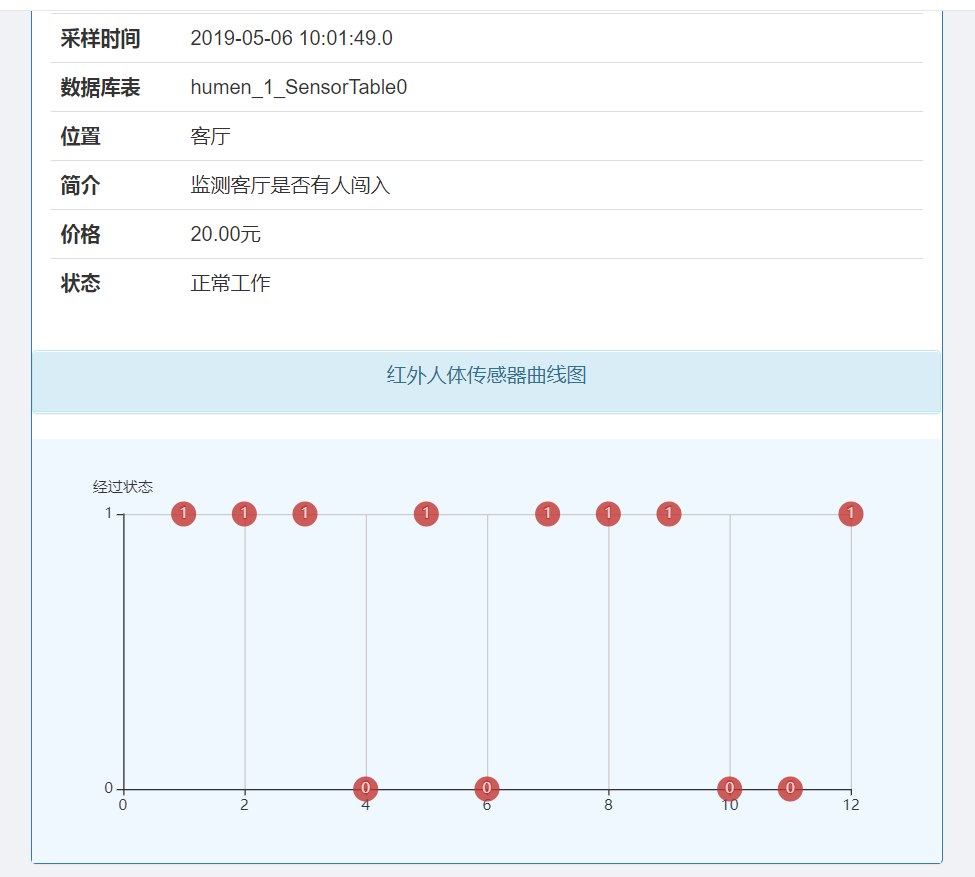 采样时间 2019-05-06 10:01:49.0
数据库表 humen_1_SensorTable0
位置 客厅
简介 监测客厅是否有人闯入
价格 20.00元
状态 正常工作
红外人体传感器曲线图
经过状态
1 1 1 1 1 1 1 1 1
0 0 0 0 0
0 2 4 6 8 10 12